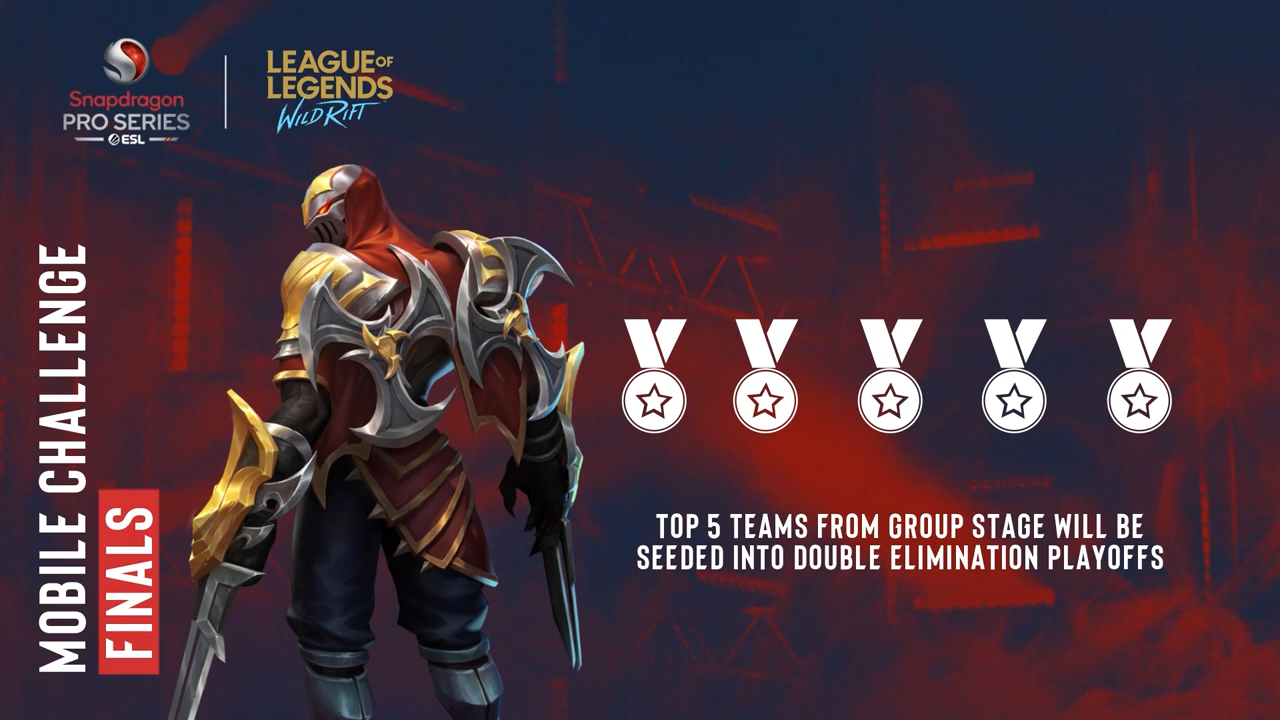 Snapdragon
PRO SERIES
ESL
LEAGUE OF
LEGENDS
WILD RIFT
MOBILE CHALLENGE
FINALS
TOP 5 TEAMS FROM GROUP STAGE WILL BE
SEEDED INTO DOUBLE ELIMINATION PLAYOFFS